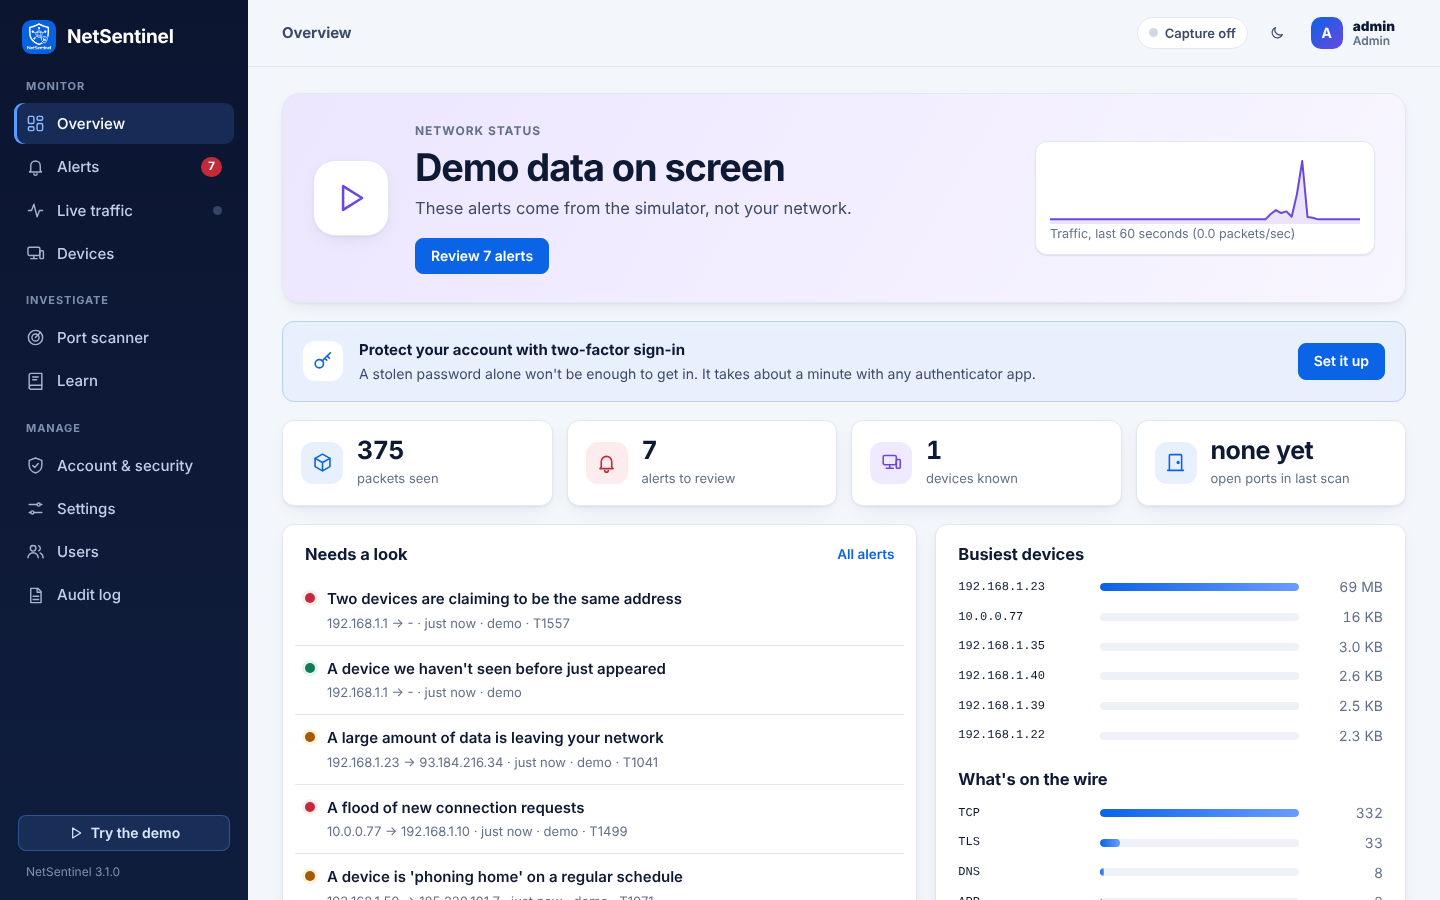 NetSentinel
NetSentinel
MONITOR
Overview
Alerts
7
Live traffic
Devices
INVESTIGATE
Port scanner
Learn
MANAGE
Account & security
Settings
Users
Audit log
Try the demo
NetSentinel 3.1.0
Overview
Capture off
A
admin
Admin
NETWORK STATUS
Demo data on screen
These alerts come from the simulator, not your network.
Review 7 alerts
Traffic, last 60 seconds (0.0 packets/sec)
Protect your account with two-factor sign-in
A stolen password alone won't be enough to get in. It takes about a minute with any authenticator app.
Set it up
375
packets seen
7
alerts to review
1
devices known
none yet
open ports in last scan
Needs a look
All alerts
Two devices are claiming to be the same address
192.168.1.1 → - · just now · demo · T1557
A device we haven't seen before just appeared
192.168.1.1 → - · just now · demo
A large amount of data is leaving your network
192.168.1.23 → 93.184.216.34 · just now · demo · T1041
A flood of new connection requests
10.0.0.77 → 192.168.1.10 · just now · demo · T1499
A device is 'phoning home' on a regular schedule
Busiest devices
192.168.1.23 69 MB
10.0.0.77 16 KB
192.168.1.35 3.0 KB
192.168.1.40 2.6 KB
192.168.1.39 2.5 KB
192.168.1.22 2.3 KB
What's on the wire
TCP 332
TLS 33
DNS 8